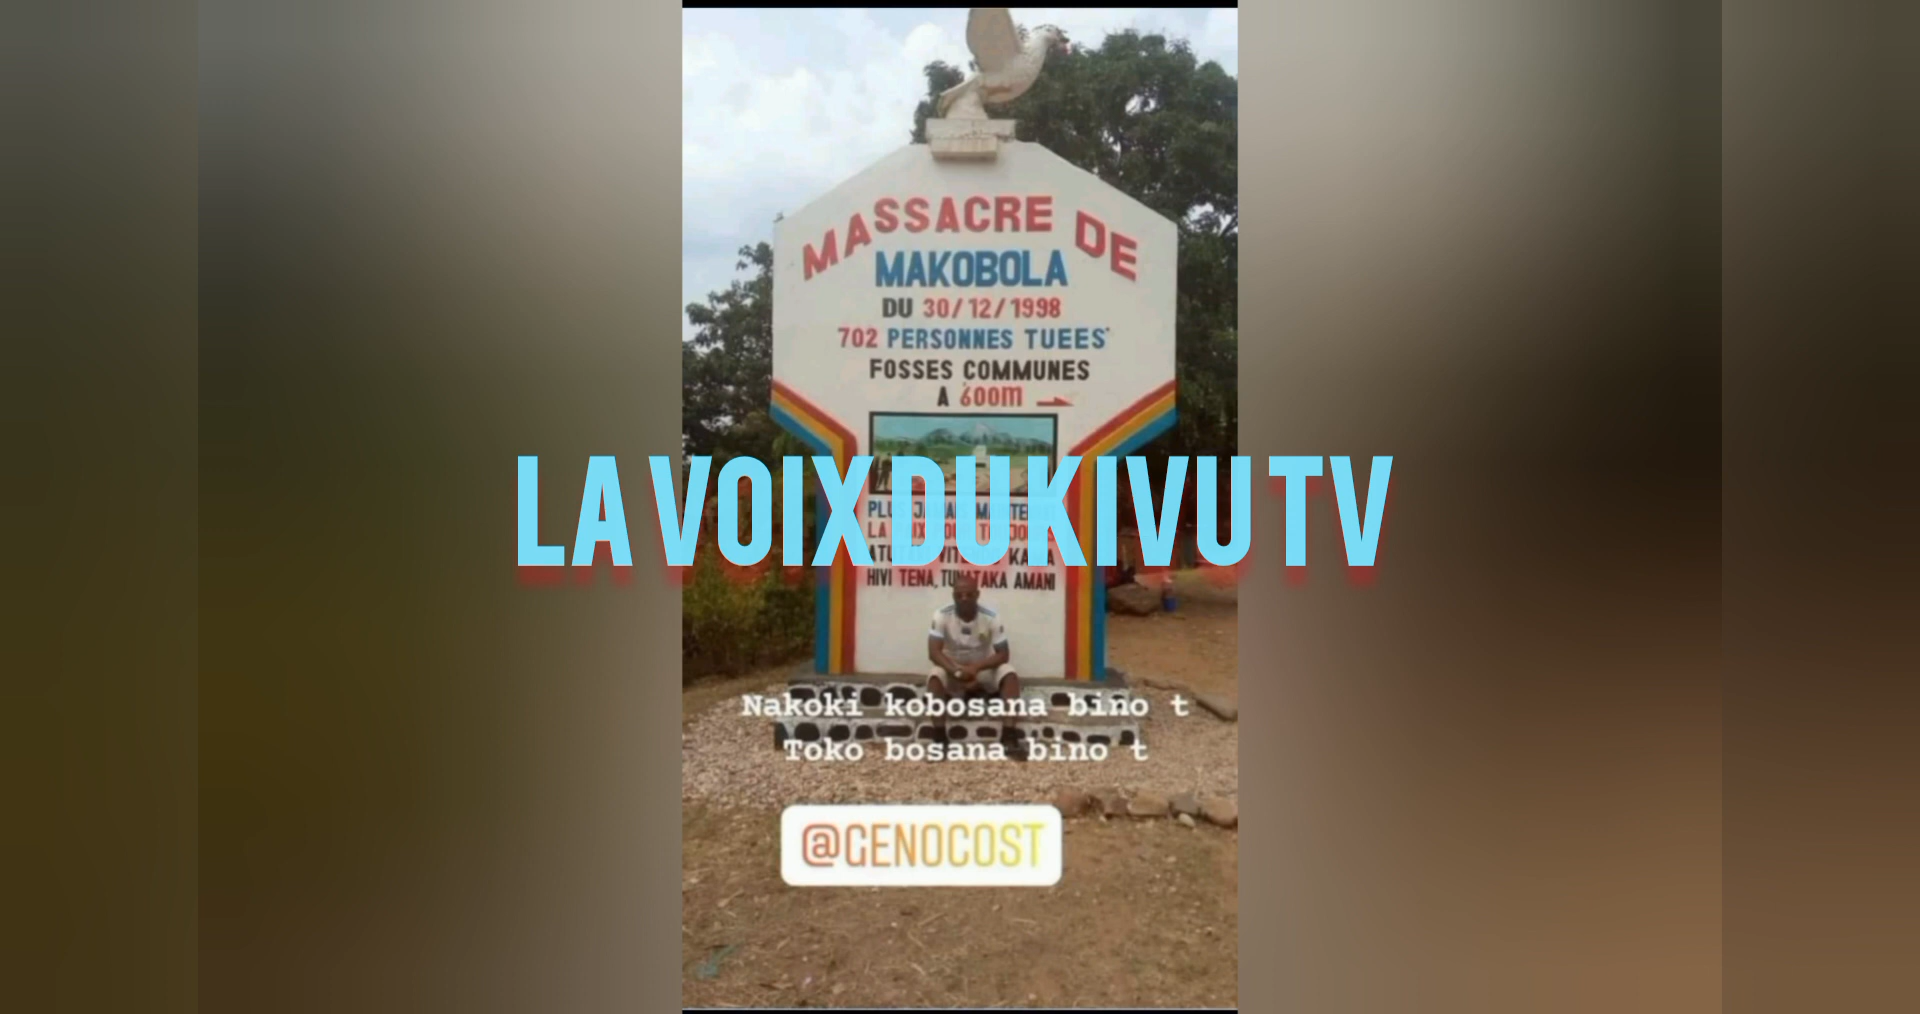 MASSACRE DE
MAKOBOLA
DU 30/12/1998
702 PERSONNES TUEES
FOSSES COMMUNES
A 600m
LA VOIX DU KIVU TV
PLUS
HIVI TENA, TUNATAKA AMANI
Nakoki kobosana bino t
Toko bosana bino t
@GENOCOST